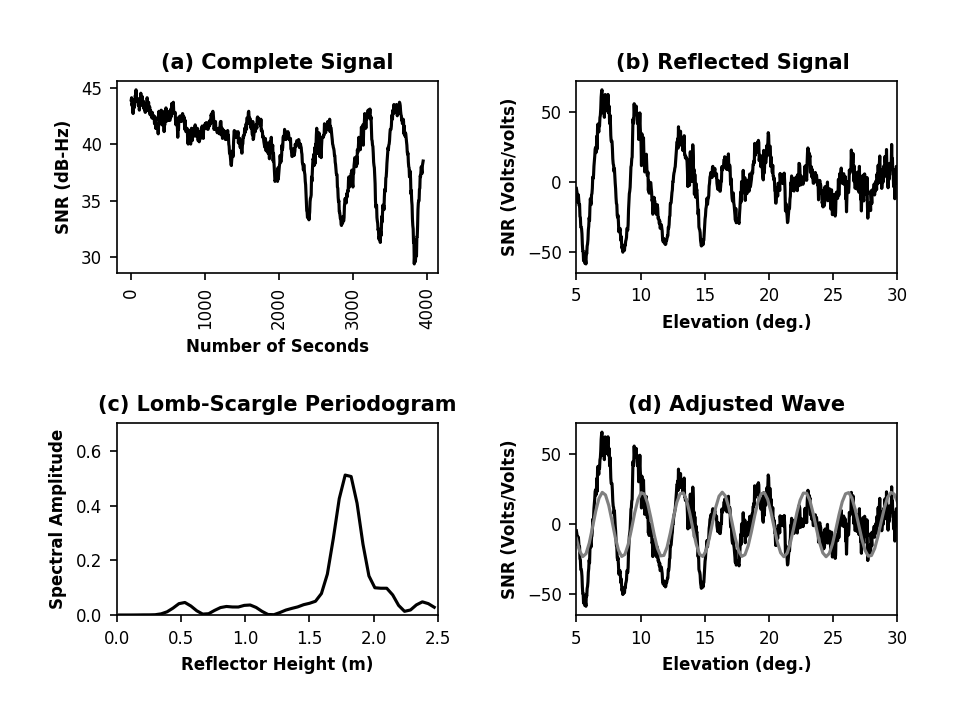 (a) Complete Signal
SNR (dB-Hz)
45
40
35
30
0
1000
2000
3000
4000
Number of Seconds
(b) Reflected Signal
SNR (Volts/volts)
50
0
−50
5 10 15 20 25 30
Elevation (deg.)
(c) Lomb-Scargle Periodogram
Spectral Amplitude
0.6
0.4
0.2
0.0
0.0 0.5 1.0 1.5 2.0 2.5
Reflector Height (m)
(d) Adjusted Wave
SNR (Volts/Volts)
50
0
−50
5 10 15 20 25 30
Elevation (deg.)